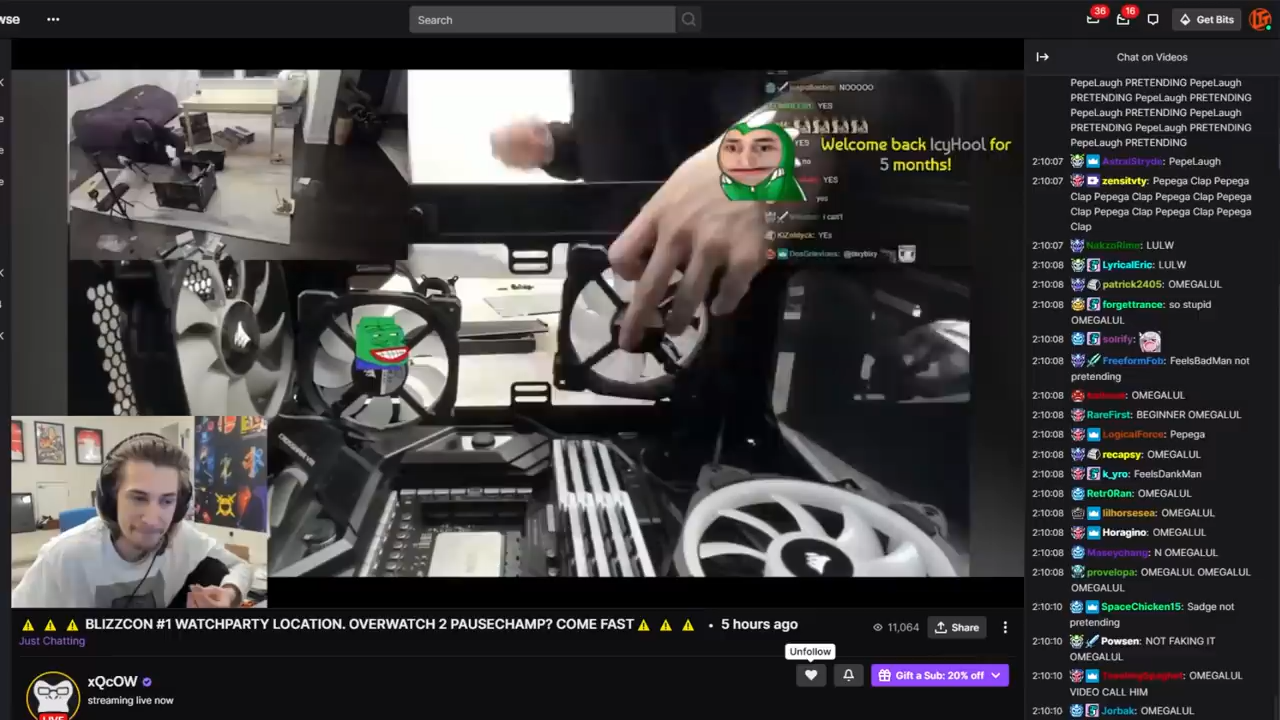 wse
Search
36
16
Get Bits
NOOOOO
YES
YES
no
YES
yes
i can't
KiZoldyck: YEs
Welcome back IcyHool for
5 months!
Chat on Videos
PepeLaugh PRETENDING PepeLaugh
PRETENDING PepeLaugh PRETENDING
PepeLaugh PRETENDING PepeLaugh
PRETENDING PepeLaugh PRETENDING
PepeLaugh PRETENDING
2:10:07 AstralStryde: PepeLaugh
2:10:07 zensitvty: Pepega Clap Pepega
Clap Pepega Clap Pepega Clap Pepega
Clap Pepega Clap Pepega Clap Pepega
Clap
2:10:07 NakzoRime: LULW
2:10:08 LyricalEric: LULW
2:10:08 patrick2405: OMEGALUL
2:10:08 forgettrance: so stupid
OMEGALUL
2:10:08 solrify:
2:10:08 FreeformFob: FeelsBadMan not
pretending
2:10:08 OMEGALUL
2:10:08 RareFirst: BEGINNER OMEGALUL
2:10:08 LogicalForce: Pepega
2:10:08 recapsy: OMEGALUL
2:10:08 k_yro: FeelsDankMan
2:10:08 Retr0Ran: OMEGALUL
2:10:08 lilhorsesea: OMEGALUL
2:10:08 Horagino: OMEGALUL
2:10:08 Maseychang: N OMEGALUL
2:10:08 provelopa: OMEGALUL OMEGALUL
OMEGALUL
2:10:10 SpaceChicken15: Sadge not
pretending
2:10:10 Powsen: NOT FAKING IT
OMEGALUL
2:10:10 OMEGALUL
VIDEO CALL HIM
2:10:10 Jorbak: OMEGALUL
BLIZZCON #1 WATCHPARTY LOCATION. OVERWATCH 2 PAUSECHAMP? COME FAST • 5 hours ago
Just Chatting
11,064
Share
Unfollow
Gift a Sub: 20% off
xQcOW
streaming live now
LIVE